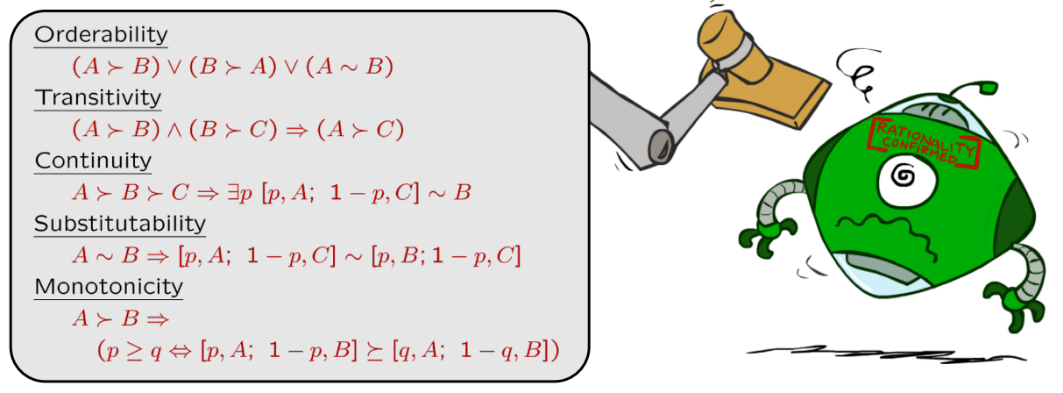 Orderability
(A ≻ B) ∨ (B ≻ A) ∨ (A ∼ B)
Transitivity
(A ≻ B) ∧ (B ≻ C) ⇒ (A ≻ C)
Continuity
A ≻ B ≻ C ⇒ ∃p [p, A; 1 − p, C] ∼ B
Substitutability
A ∼ B ⇒ [p, A; 1 − p, C] ∼ [p, B; 1 − p, C]
Monotonicity
A ≻ B ⇒
(p ≥ q ⇔ [p, A; 1 − p, B] ⪰ [q, A; 1 − q, B])
RATIONALITY
CONFIRMED